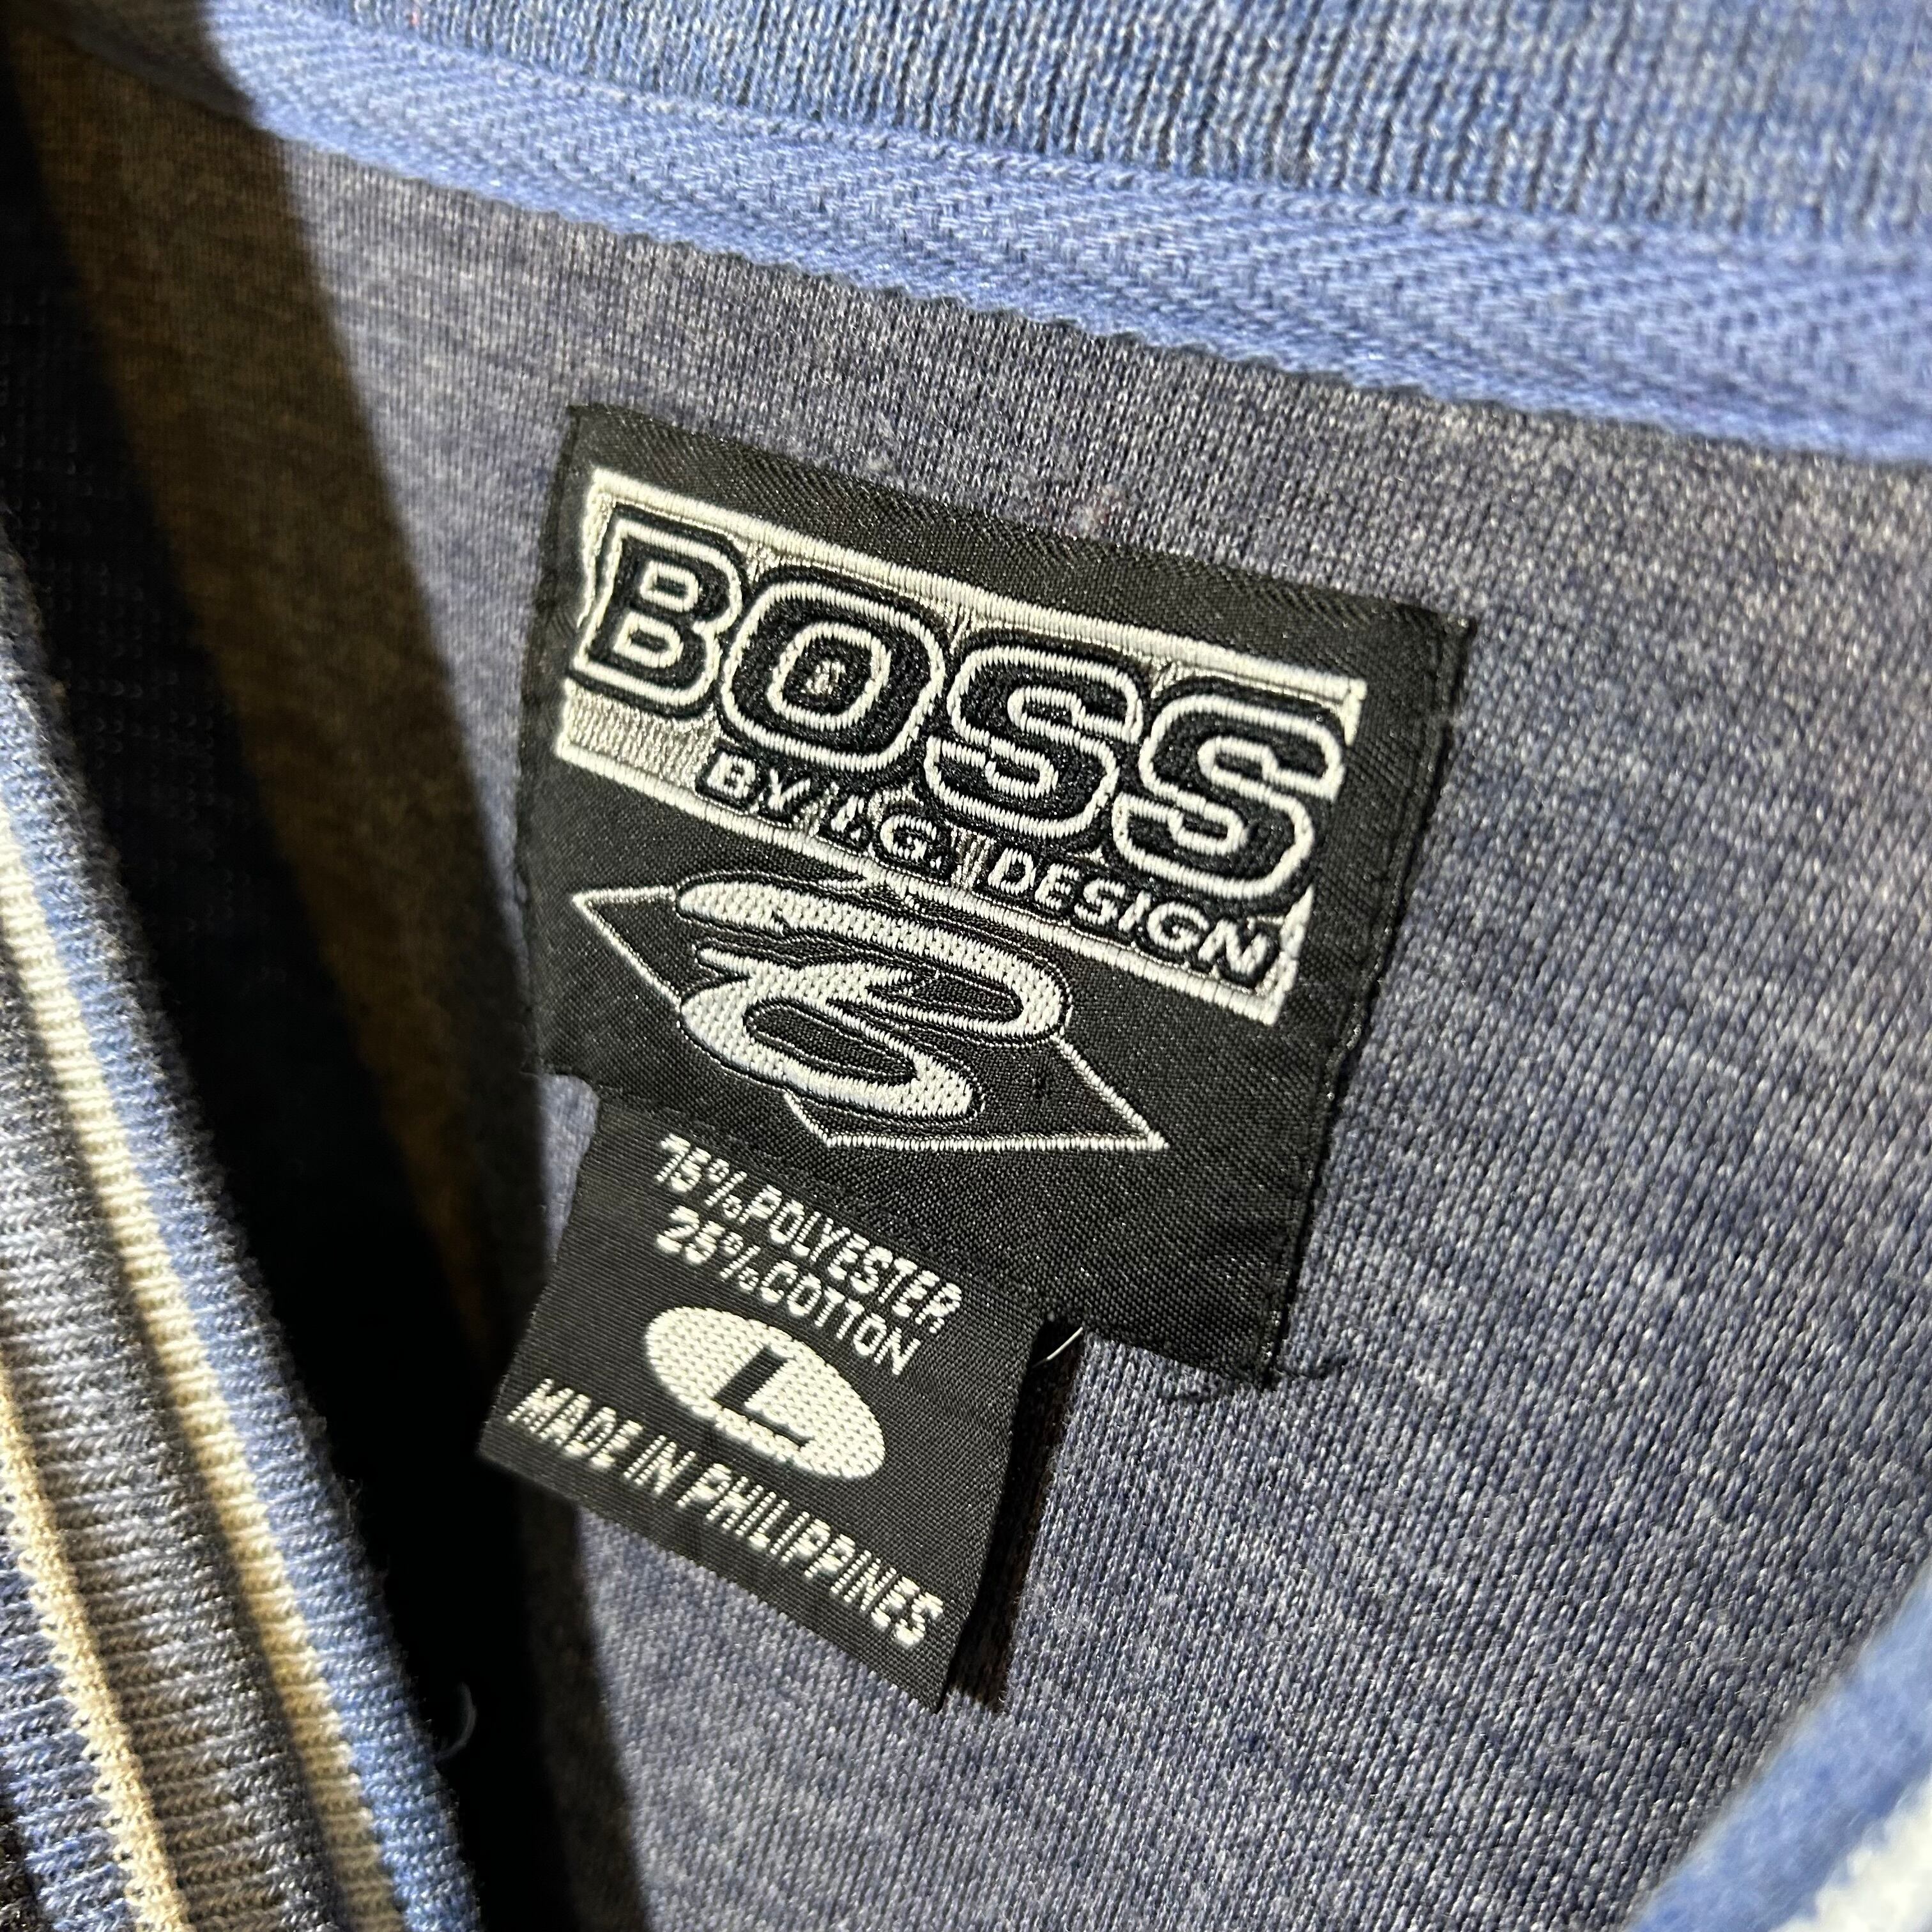 BOSS
BY I.G. DESIGN
75% POLYESTER
25% COTTON
L
MADE IN PHILIPPINES